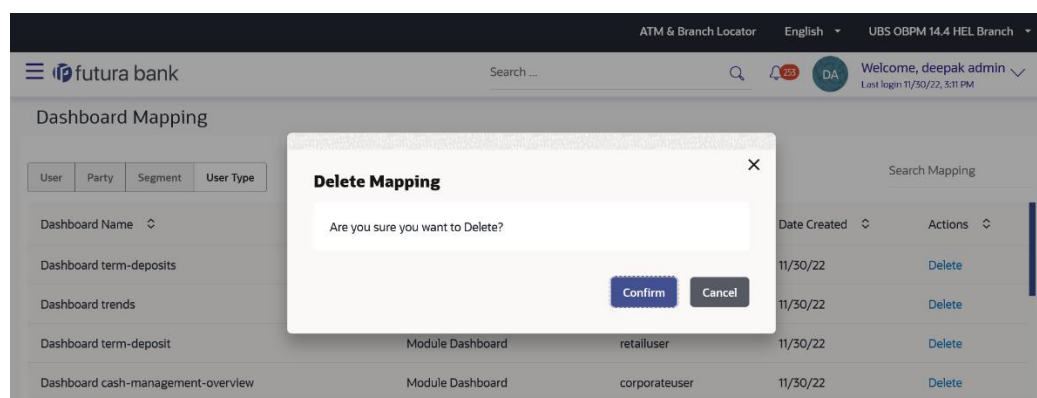 ATM & Branch Locator English UBS OBPM 14.4 HEL Branch
futura bank Search ... 253 DA Welcome, deepak admin
Last login 11/30/22, 3:11 PM
Dashboard Mapping
User Party Segment User Type Search Mapping
Delete Mapping
Dashboard Name Date Created Actions
Are you sure you want to Delete?
Dashboard term-deposits 11/30/22 Delete
Confirm Cancel
Dashboard trends 11/30/22 Delete
Dashboard term-deposit Module Dashboard retailuser 11/30/22 Delete
Dashboard cash-management-overview Module Dashboard corporateuser 11/30/22 Delete